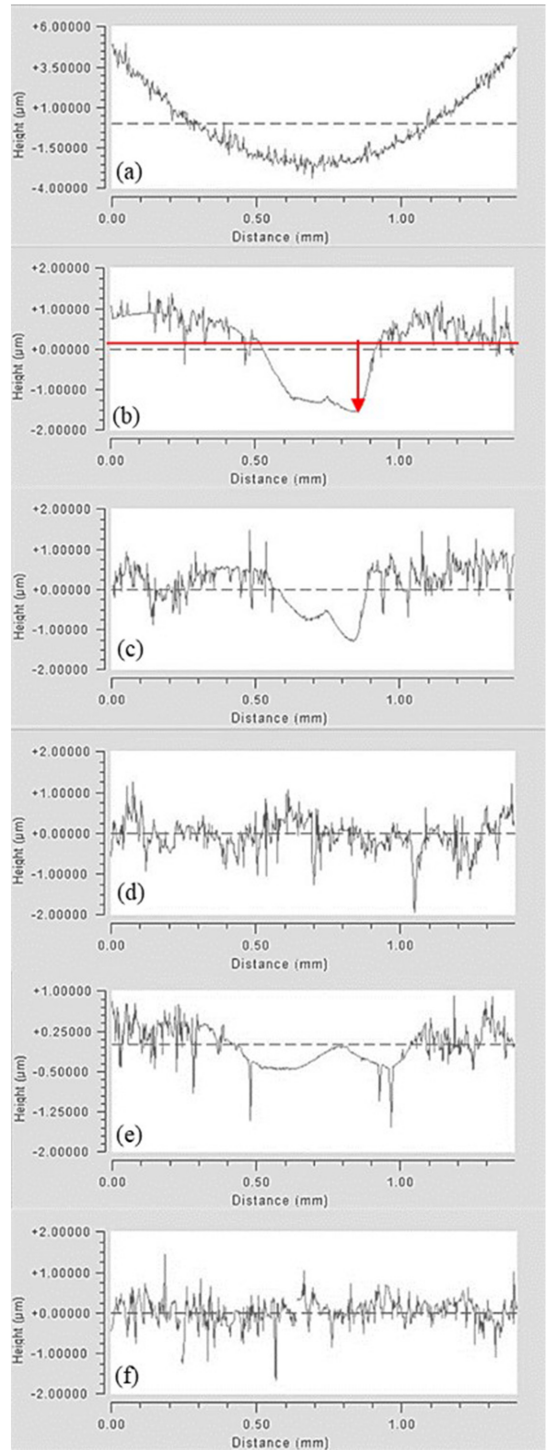 +6.00000
+3.50000
+1.00000
-1.50000
-4.00000
Height (µm)
(a)
0.00 0.50 1.00
Distance (mm)
+2.00000
+1.00000
+0.00000
-1.00000
-2.00000
Height (µm)
(b)
0.00 0.50 1.00
Distance (mm)
+2.00000
+1.00000
+0.00000
-1.00000
-2.00000
Height (µm)
(c)
0.00 0.50 1.00
Distance (mm)
+2.00000
+1.00000
+0.00000
-1.00000
-2.00000
Height (µm)
(d)
0.00 0.50 1.00
Distance (mm)
+1.00000
+0.25000
-0.50000
-1.25000
-2.00000
Height (µm)
(e)
0.00 0.50 1.00
Distance (mm)
+2.00000
+1.00000
+0.00000
-1.00000
-2.00000
Height (µm)
(f)
0.00 0.50 1.00
Distance (mm)